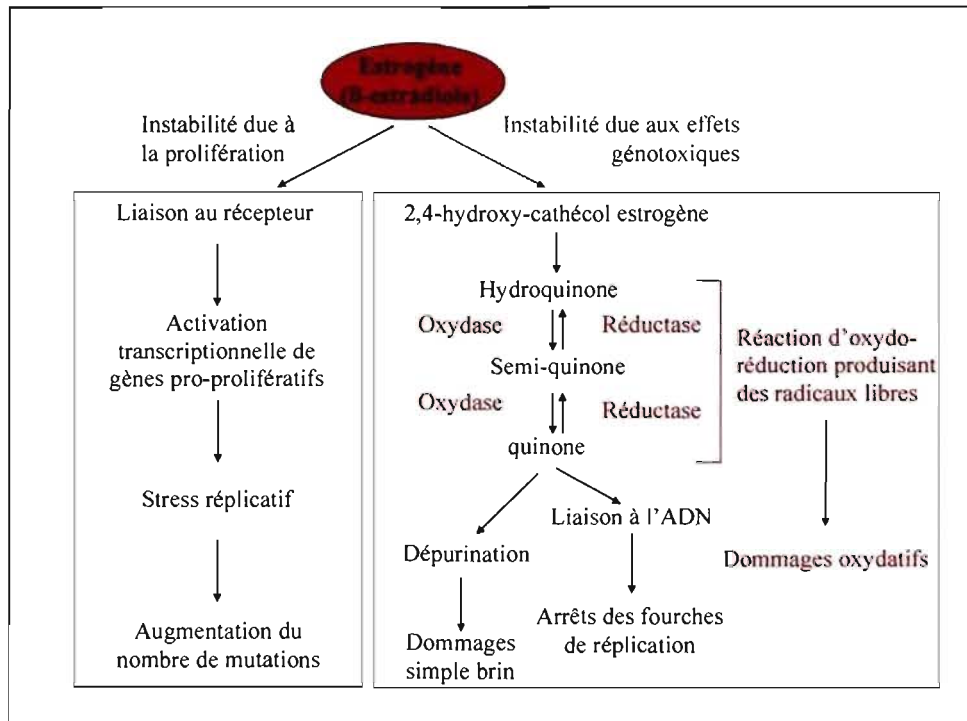 Estrogène
(B-estradiole)
Instabilité due à
la prolifération
Instabilité due aux effets
génotoxiques
Liaison au récepteur
Activation
transcriptionnelle de
gènes pro-prolifératifs
Stress réplicatif
Augmentation du
nombre de mutations
2,4-hydroxy-cathécol estrogène
Hydroquinone
Oxydase
Réductase
Semi-quinone
Oxydase
Réductase
quinone
Réaction d'oxydo-
réduction produisant
des radicaux libres
Dommages oxydatifs
Dépurination
Liaison à l'ADN
Dommages
simple brin
Arrêts des fourches
de réplication